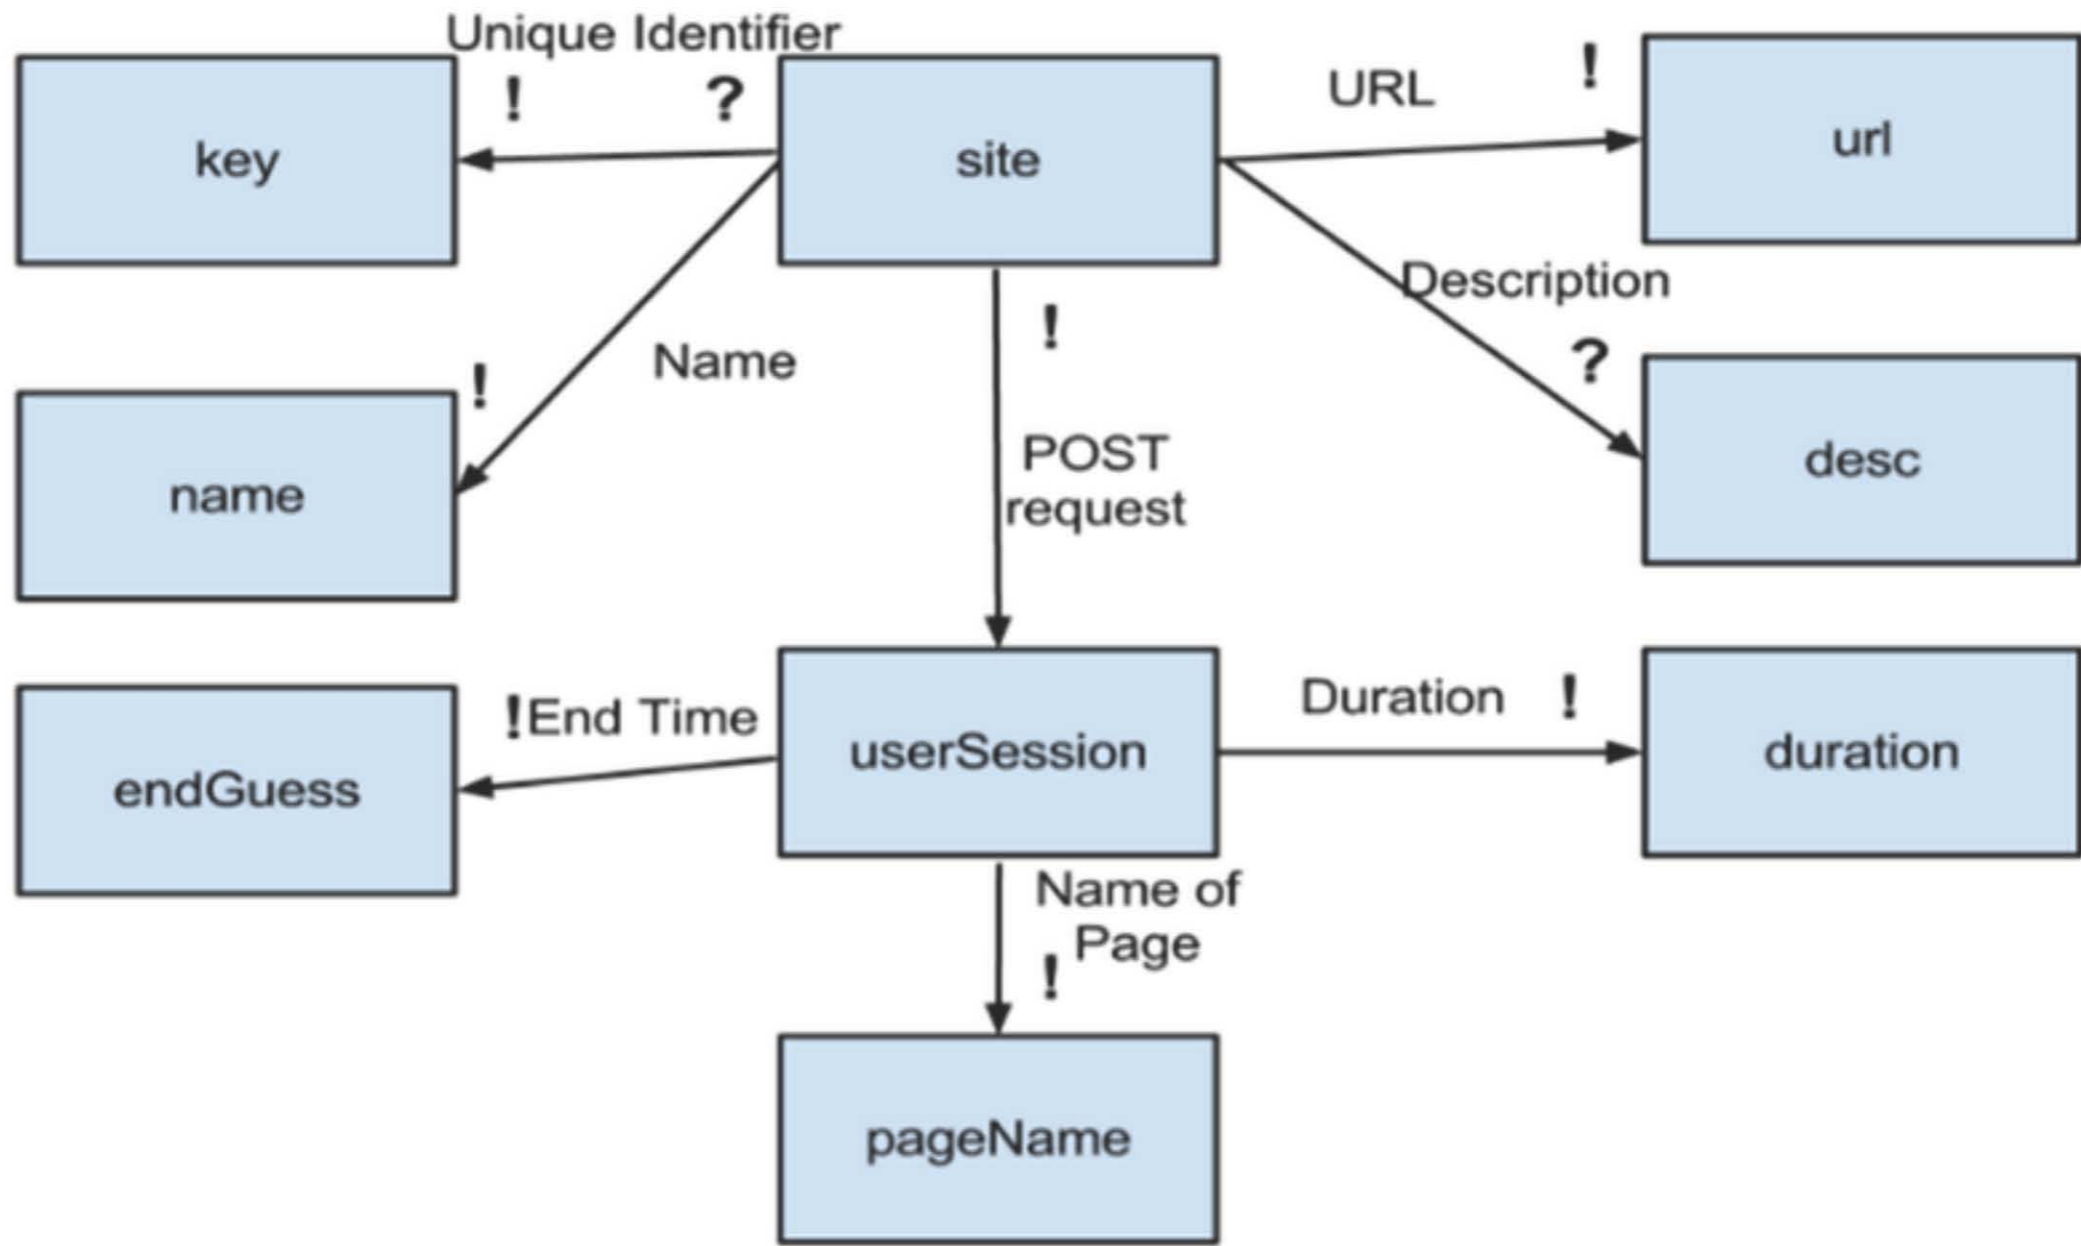 Unique Identifier
! ?
key
site
URL
!
url
Name
!
name
!
POST
request
Description
?
desc
!End Time
endGuess
userSession
Duration !
duration
Name of
Page
!
pageName